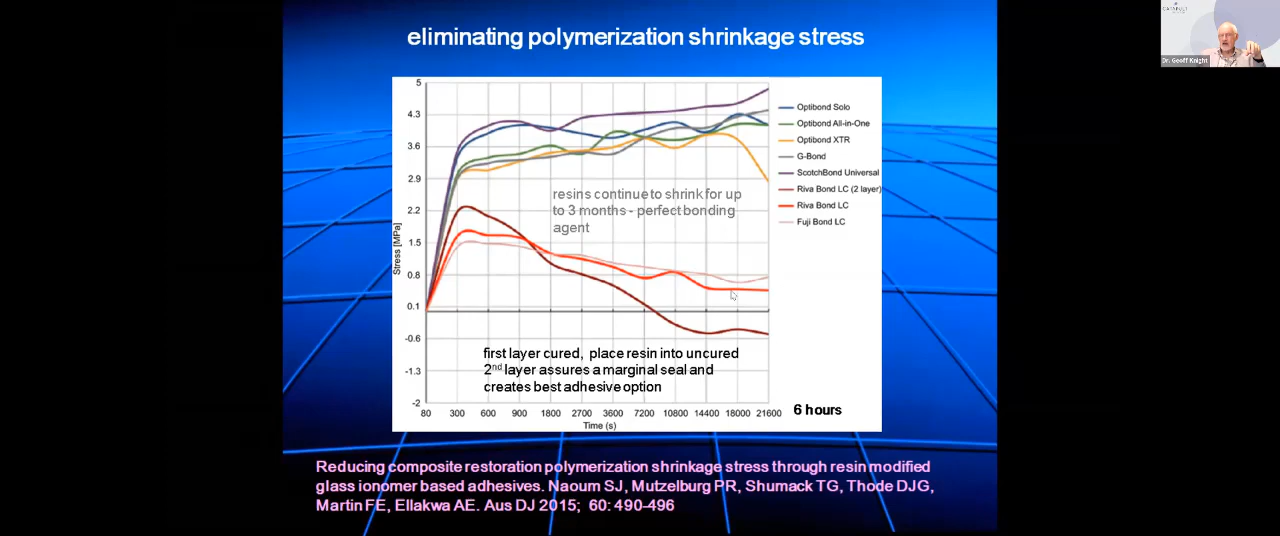 CATAPULT
Dr. Geoff Knight
eliminating polymerization shrinkage stress
5
4.3
3.6
2.9
2.2
1.5
0.8
0.1
-0.6
-1.3
-2
Stress [MPa]
Optibond Solo
Optibond All-in-One
Optibond XTR
G-Bond
ScotchBond Universal
Riva Bond LC (2 layer)
Riva Bond LC
Fuji Bond LC
resins continue to shrink for up
to 3 months - perfect bonding
agent
first layer cured, place resin into uncured
2nd layer assures a marginal seal and
creates best adhesive option
80 300 600 900 1800 2700 3600 7200 10800 14400 18000 21600
Time (s)
6 hours
Reducing composite restoration polymerization shrinkage stress through resin modified
glass ionomer based adhesives. Naoum SJ, Mutzelburg PR, Shumack TG, Thode DJG,
Martin FE, Ellakwa AE. Aus DJ 2015; 60: 490-496